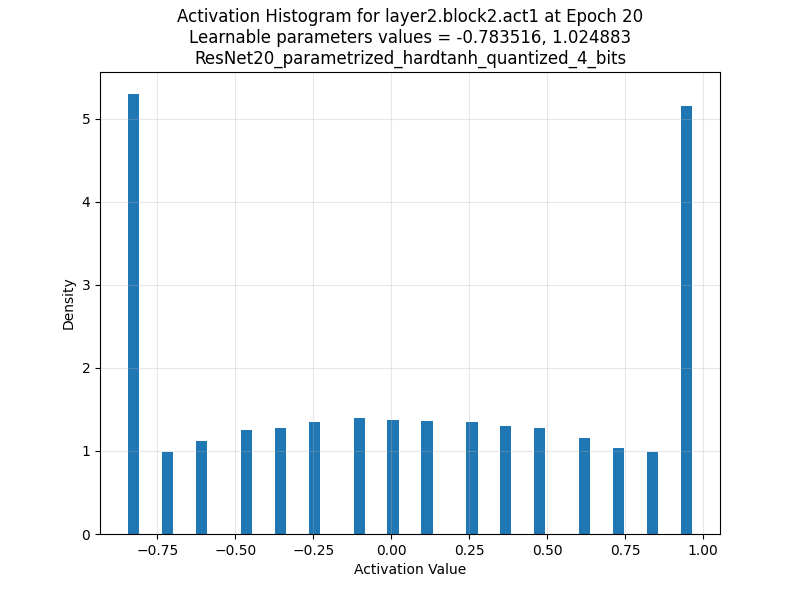 Activation Histogram for layer2.block2.act1 at Epoch 20
Learnable parameters values = -0.783516, 1.024883
ResNet20_parametrized_hardtanh_quantized_4_bits
5
4
3
2
1
0
Density
−0.75 −0.50 −0.25 0.00 0.25 0.50 0.75 1.00
Activation Value